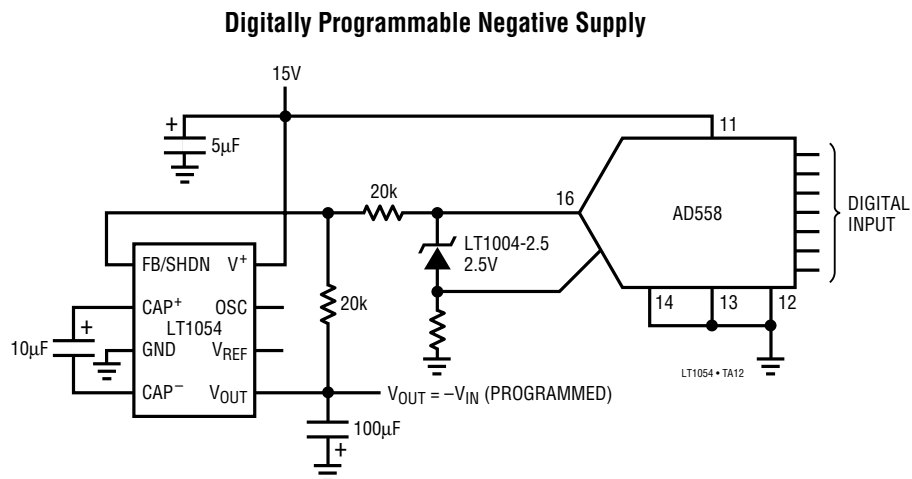 Digitally Programmable Negative Supply
15V
+
5µF
11
20k
16
AD558
DIGITAL
INPUT
LT1004-2.5
2.5V
FB/SHDN V+
CAP+ OSC
LT1054
GND VREF
CAP− VOUT
+
10µF
20k
14 13 12
LT1054 • TA12
VOUT = –VIN (PROGRAMMED)
100µF
+